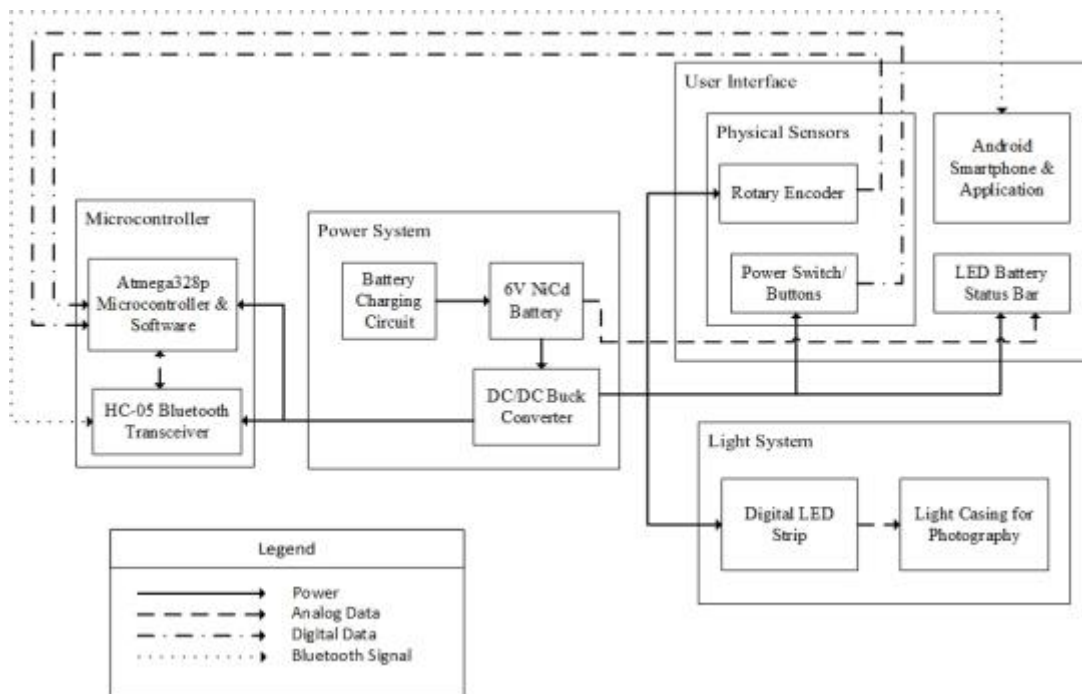 User Interface
Physical Sensors
Rotary Encoder
Android
Smartphone &
Application
Microcontroller
Atmega328p
Microcontroller &
Software
HC-05 Bluetooth
Transceiver
Power System
Battery
Charging
Circuit
6V NiCd
Battery
DC/DC Buck
Converter
Power Switch/
Buttons
LED Battery
Status Bar
Light System
Digital LED
Strip
Light Casing for
Photography
Legend
Power
Analog Data
Digital Data
Bluetooth Signal